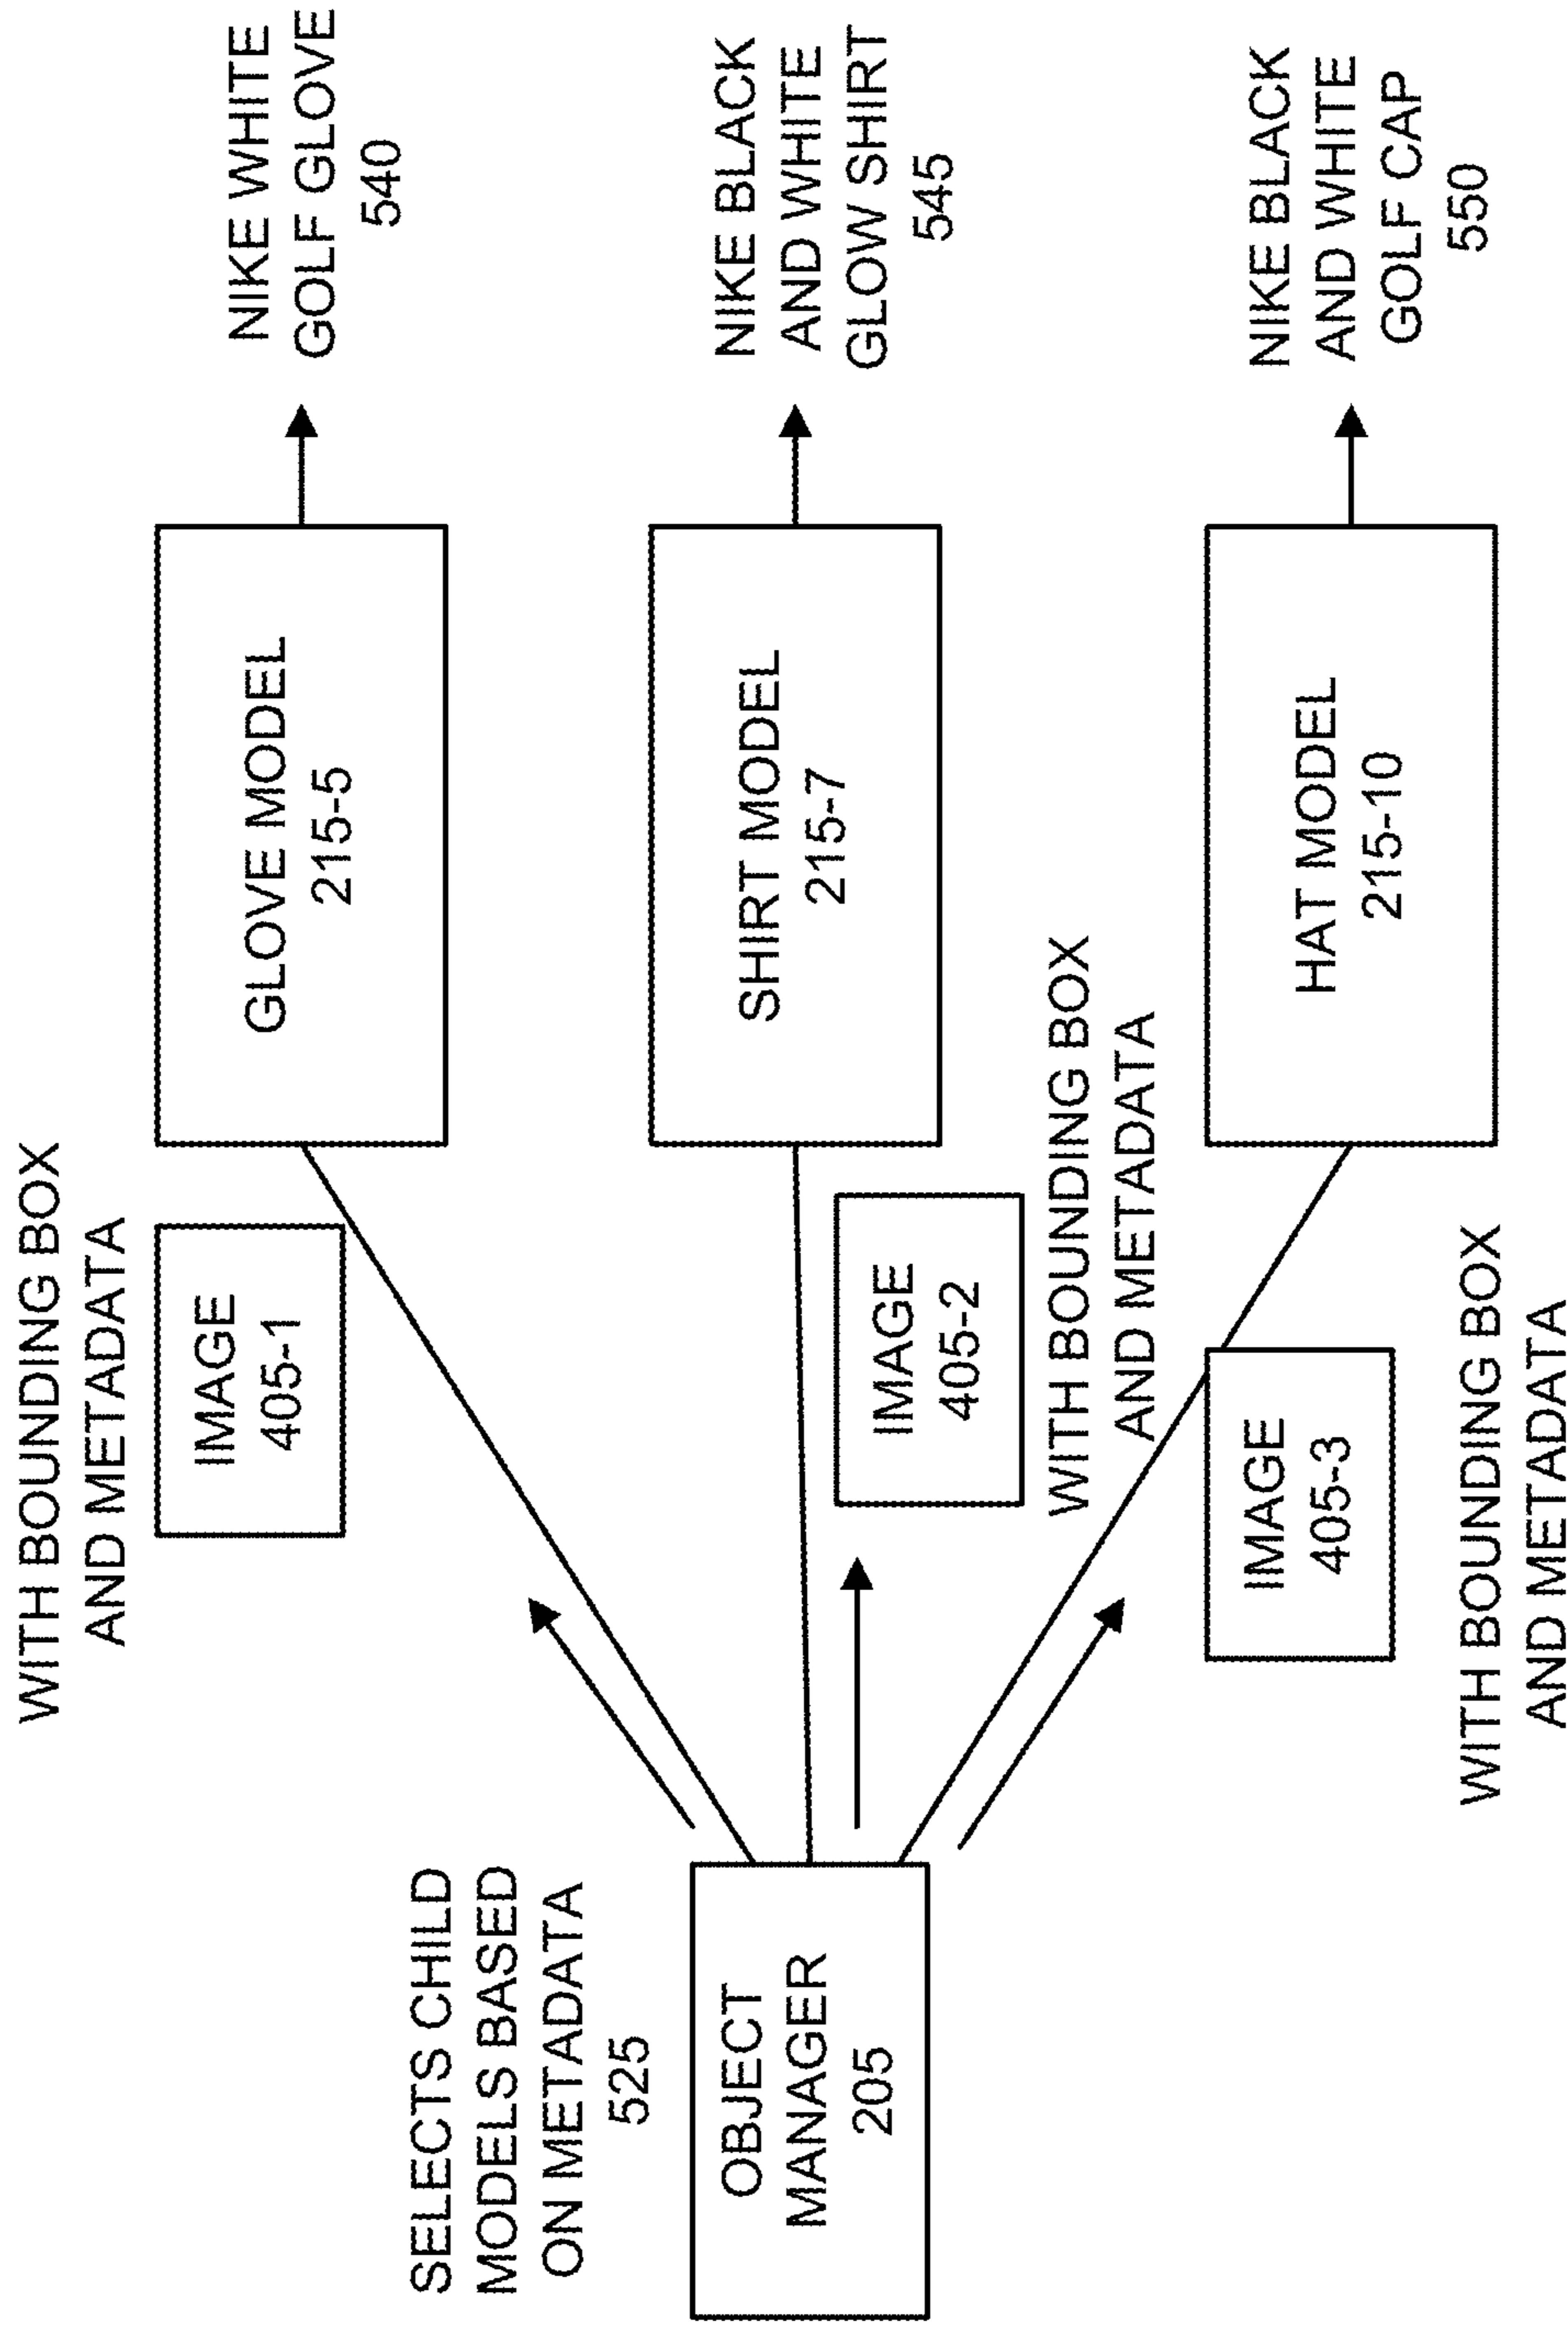 SELECTS CHILD
MODELS BASED
ON METADATA
525
OBJECT
MANAGER
205
WITH BOUNDING BOX
AND METADATA
IMAGE
405-1
IMAGE
405-2
WITH BOUNDING BOX
AND METADATA
IMAGE
405-3
WITH BOUNDING BOX
AND METADATA
GLOVE MODEL
215-5
SHIRT MODEL
215-7
HAT MODEL
215-10
NIKE WHITE
GOLF GLOVE
540
NIKE BLACK
AND WHITE
GLOW SHIRT
545
NIKE BLACK
AND WHITE
GOLF CAP
550